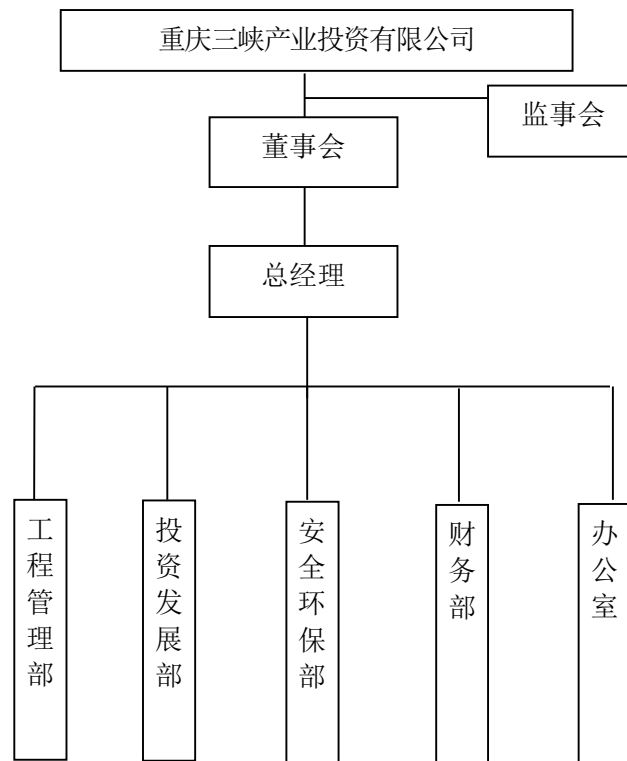 重庆三峡产业投资有限公司
监事会
董事会
总经理
工程管理部
投资发展部
安全环保部
财务部
办公室